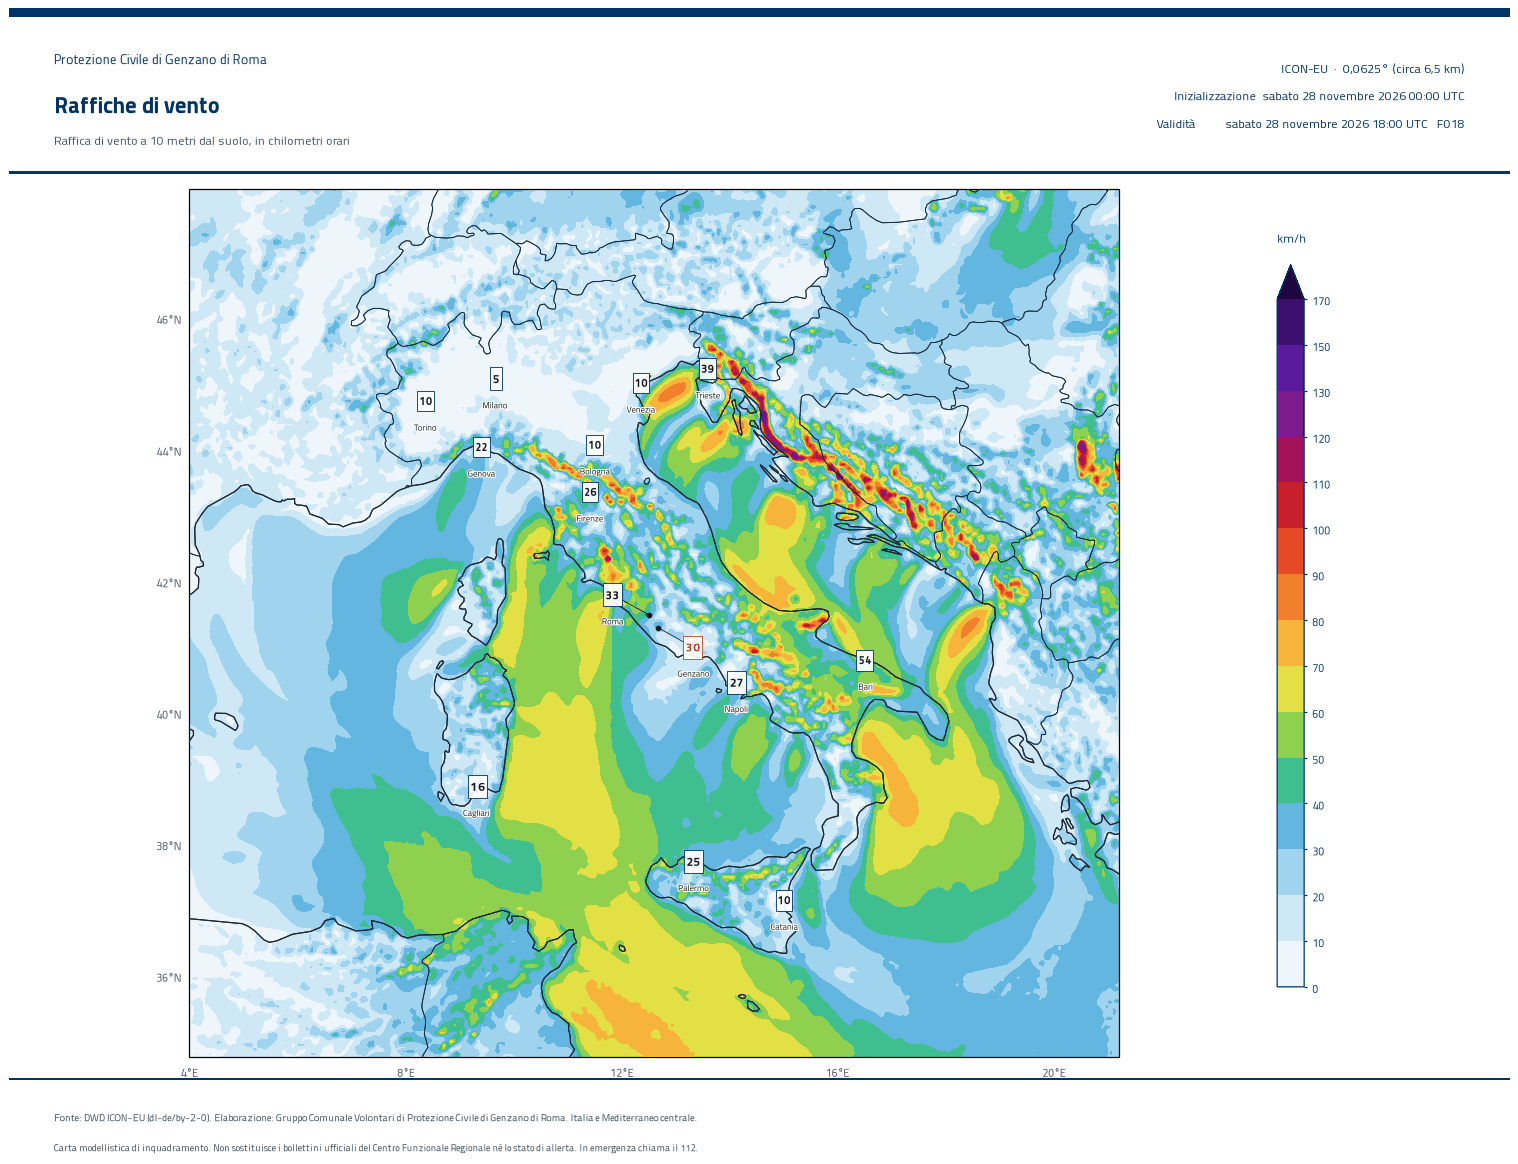 Protezione Civile di Genzano di Roma
Raffiche di vento
Raffica di vento a 10 metri dal suolo, in chilometri orari
ICON-EU · 0,0625° (circa 6,5 km)
Inizializzazione sabato 28 novembre 2026 00:00 UTC
Validità sabato 28 novembre 2026 18:00 UTC F018
km/h
170
150
130
120
110
100
90
80
70
60
50
40
30
20
10
0
46°N
44°N
42°N
40°N
38°N
36°N
4°E
8°E
12°E
16°E
20°E
39
Trieste
10
Venezia
5
Milano
10
Torino
22
Genova
10
Bologna
26
Firenze
33
Roma
30
Genzano
27
Napoli
54
Bari
16
Cagliari
25
Palermo
10
Catania
Fonte: DWD ICON-EU (dl-de/by-2-0). Elaborazione: Gruppo Comunale Volontari di Protezione Civile di Genzano di Roma. Italia e Mediterraneo centrale.
Carta modellistica di inquadramento. Non sostituisce i bollettini ufficiali del Centro Funzionale Regionale né lo stato di allerta. In emergenza chiama il 112.